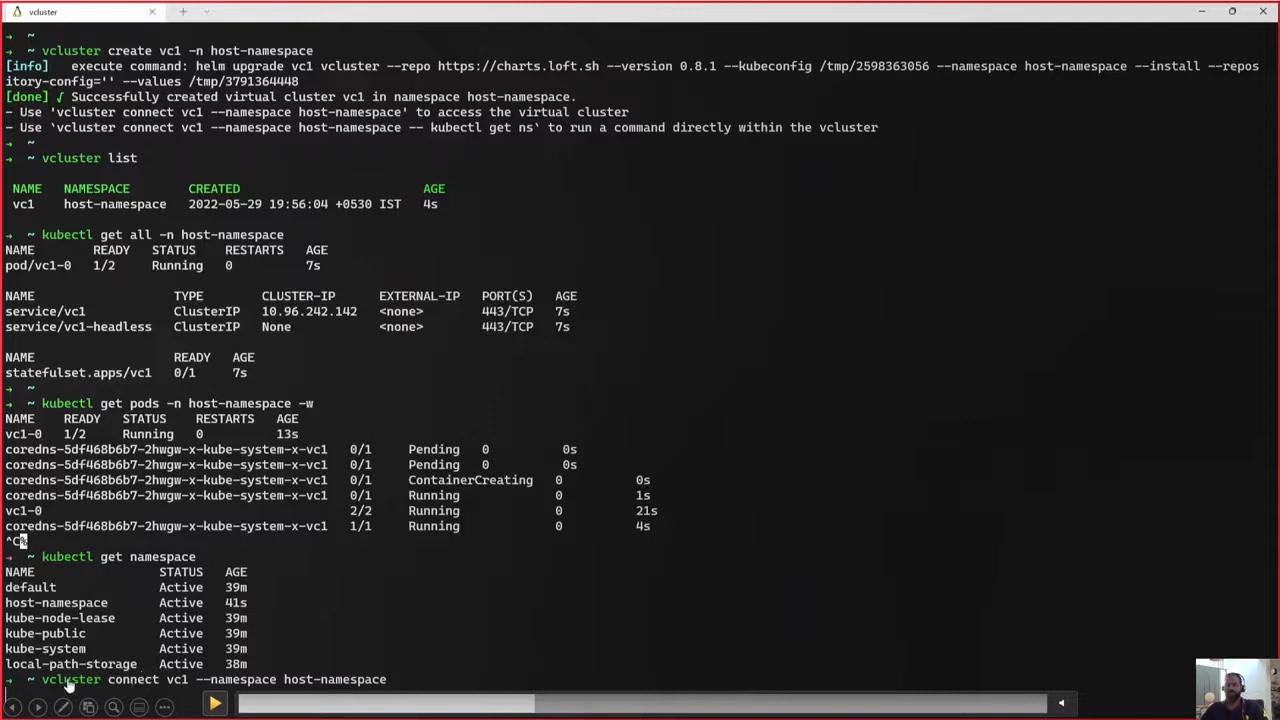 vcluster
→ ~
→ ~ vcluster create vc1 -n host-namespace
[info]   execute command: helm upgrade vc1 vcluster --repo https://charts.loft.sh --version 0.8.1 --kubeconfig /tmp/2598363056 --namespace host-namespace --install --repos
itory-config='' --values /tmp/3791364448
[done] √ Successfully created virtual cluster vc1 in namespace host-namespace.
- Use 'vcluster connect vc1 --namespace host-namespace' to access the virtual cluster
- Use `vcluster connect vc1 --namespace host-namespace -- kubectl get ns` to run a command directly within the vcluster
→ ~
→ ~ vcluster list
NAME   NAMESPACE        CREATED                         AGE
vc1    host-namespace   2022-05-29 19:56:04 +0530 IST   4s
→ ~ kubectl get all -n host-namespace
NAME        READY   STATUS    RESTARTS   AGE
pod/vc1-0   1/2     Running   0          7s
NAME                   TYPE        CLUSTER-IP      EXTERNAL-IP   PORT(S)   AGE
service/vc1            ClusterIP   10.96.242.142   <none>        443/TCP   7s
service/vc1-headless   ClusterIP   None            <none>        443/TCP   7s
NAME                   READY   AGE
statefulset.apps/vc1   0/1     7s
→ ~
→ ~ kubectl get pods -n host-namespace -w
NAME    READY   STATUS    RESTARTS   AGE
vc1-0   1/2     Running   0          13s
coredns-5df468b6b7-2hwgw-x-kube-system-x-vc1   0/1     Pending   0          0s
coredns-5df468b6b7-2hwgw-x-kube-system-x-vc1   0/1     Pending   0          0s
coredns-5df468b6b7-2hwgw-x-kube-system-x-vc1   0/1     ContainerCreating   0          0s
coredns-5df468b6b7-2hwgw-x-kube-system-x-vc1   0/1     Running             0          1s
vc1-0                                          2/2     Running             0          21s
coredns-5df468b6b7-2hwgw-x-kube-system-x-vc1   1/1     Running             0          4s
^C%
→ ~ kubectl get namespace
NAME                 STATUS   AGE
default              Active   39m
host-namespace       Active   41s
kube-node-lease      Active   39m
kube-public          Active   39m
kube-system          Active   39m
local-path-storage   Active   38m
→ ~ vcluster connect vc1 --namespace host-namespace